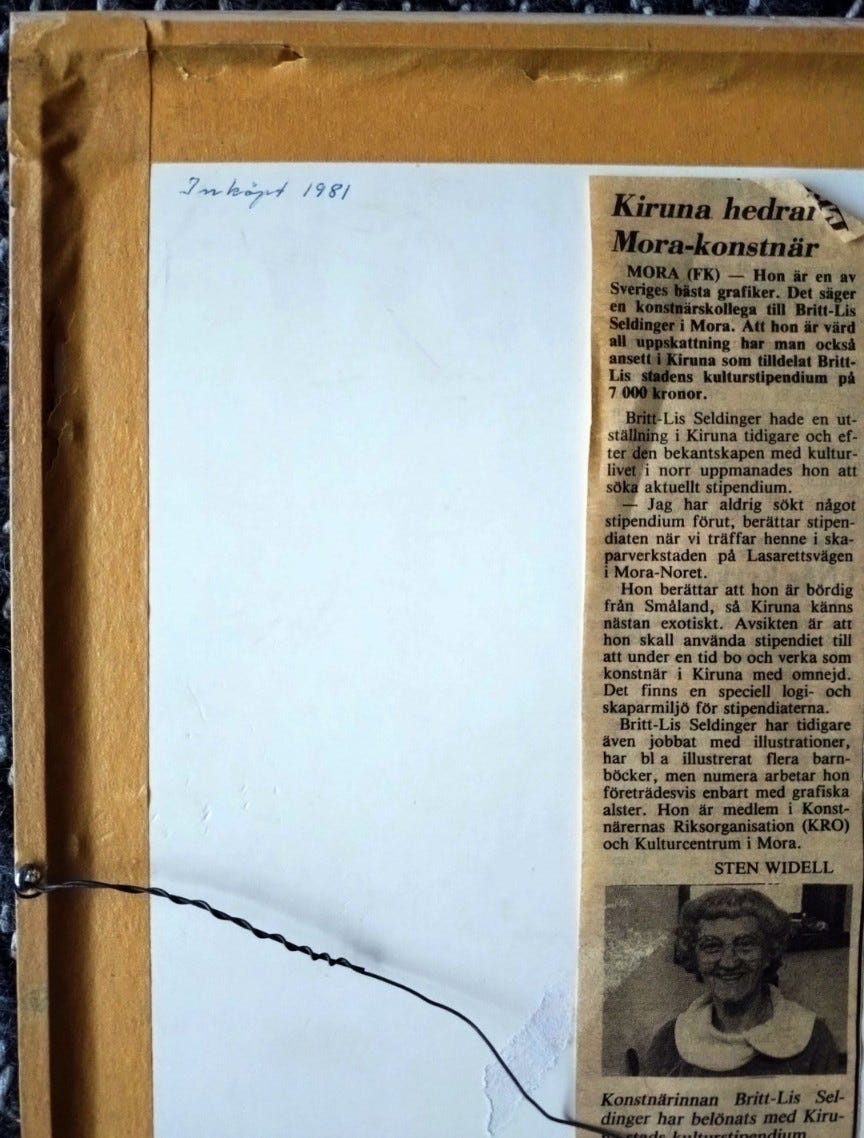 Inköpt 1981
Kiruna hedrar
Mora-konstnär
MORA (FK) — Hon är en av
Sveriges bästa grafiker. Det säger
en konstnärskollega till Britt-Lis
Seldinger i Mora. Att hon är värd
all uppskattning har man också
ansett i Kiruna som tilldelat Britt-
Lis stadens kulturstipendium på
7 000 kronor.
Britt-Lis Seldinger hade en ut-
ställning i Kiruna tidigare och ef-
ter den bekantskapen med kultur-
livet i norr uppmanades hon att
söka aktuellt stipendium.
— Jag har aldrig sökt något
stipendium förut, berättar stipen-
diaten när vi träffar henne i ska-
parverkstaden på Lasarettsvägen
i Mora-Noret.
Hon berättar att hon är bördig
från Småland, så Kiruna känns
nästan exotiskt. Avsikten är att
hon skall använda stipendiet till
att under en tid bo och verka som
konstnär i Kiruna med omnejd.
Det finns en speciell logi- och
skaparmiljö för stipendiaterna.
Britt-Lis Seldinger har tidigare
även jobbat med illustrationer,
har bl a illustrerat flera barn-
böcker, men numera arbetar hon
företrädesvis enbart med grafiska
alster. Hon är medlem i Konst-
närernas Riksorganisation (KRO)
och Kulturcentrum i Mora.
STEN WIDELL
Konstnärinnan Britt-Lis Sel-
dinger har belönats med Kiru-
stads kulturstipendium